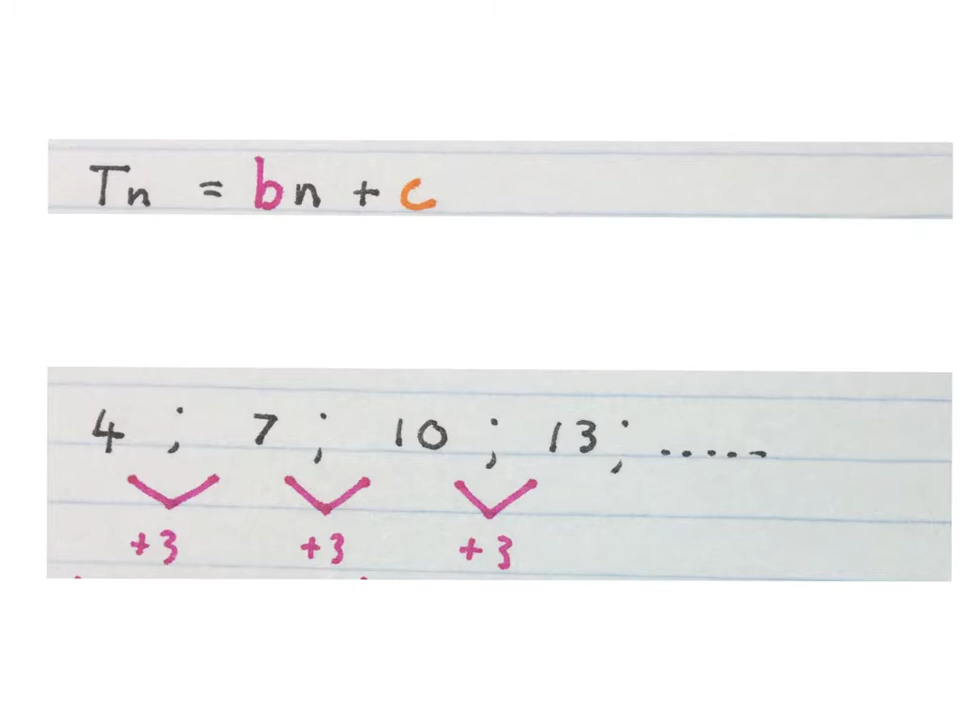 Tn = bn + c
4 ; 7 ; 10 ; 13 ; .....
+3 +3 +3